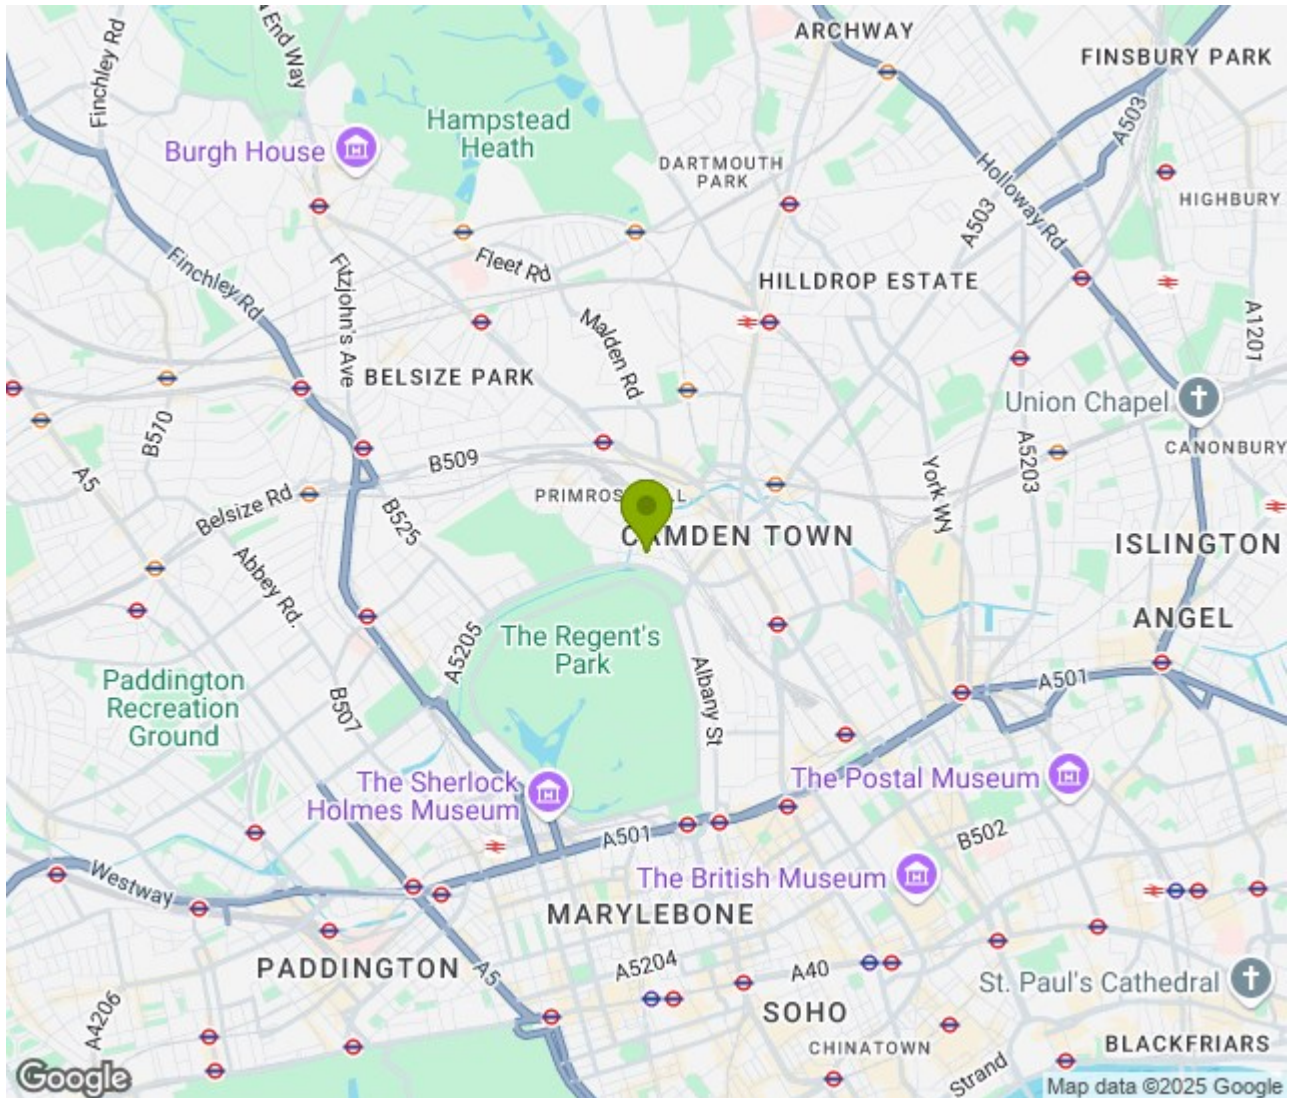 ARCHWAY
FINSBURY PARK
Finchley Rd
End Way
Hampstead
Heath
Burgh House
DARTMOUTH
PARK
A503
Holloway Rd
HIGHBURY
A503
Finchley Rd
Fitzjohn's Ave
Fleet Rd
HILLDROP ESTATE
A1201
Malden Rd
BELSIZE PARK
Union Chapel
B570
A5203
CANONBURY
A5
B509
York Wy
Belsize Rd
PRIMROSE HILL
B525
CAMDEN TOWN
ISLINGTON
Abbey Rd.
ANGEL
A5205
The Regent's
Park
Albany St
A501
Paddington
Recreation
Ground
B507
The Sherlock
Holmes Museum
The Postal Museum
A501
B502
Westway
The British Museum
MARYLEBONE
PADDINGTON
A5
A5204
A40
St. Paul's Cathedral
A4206
SOHO
CHINATOWN
BLACKFRIARS
Strand
Google
Map data ©2025 Google